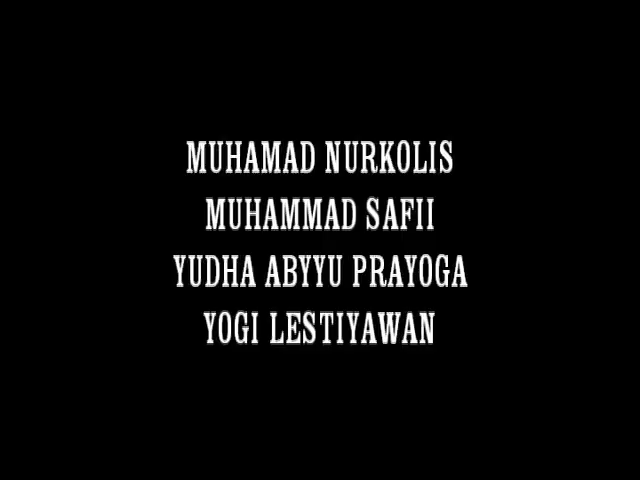 MUHAMAD NURKOLIS
MUHAMMAD SAFII
YUDHA ABYYU PRAYOGA
YOGI LESTIYAWAN